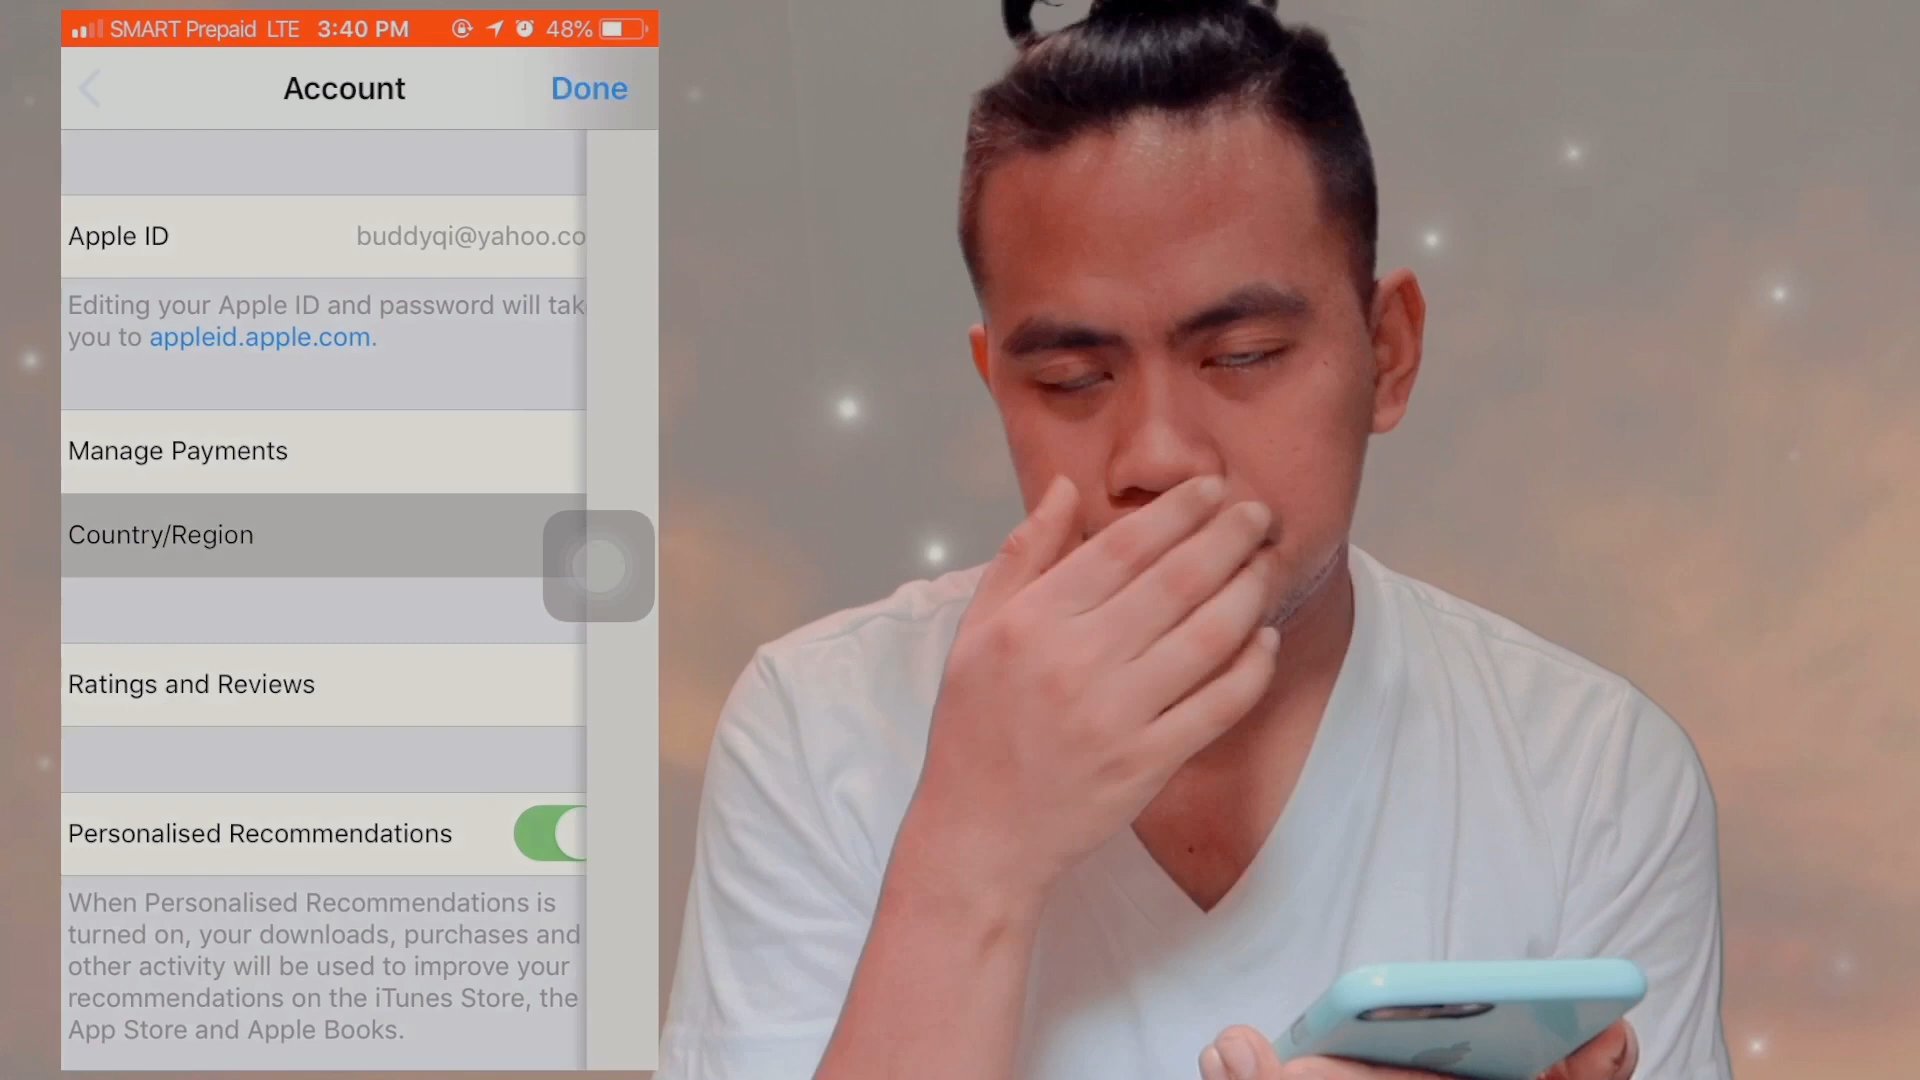 SMART Prepaid LTE 3:40 PM 48%
Account Done
Apple ID buddyqi@yahoo.co
Editing your Apple ID and password will tak
you to appleid.apple.com.
Manage Payments
Country/Region
Ratings and Reviews
Personalised Recommendations
When Personalised Recommendations is
turned on, your downloads, purchases and
other activity will be used to improve your
recommendations on the iTunes Store, the
App Store and Apple Books.